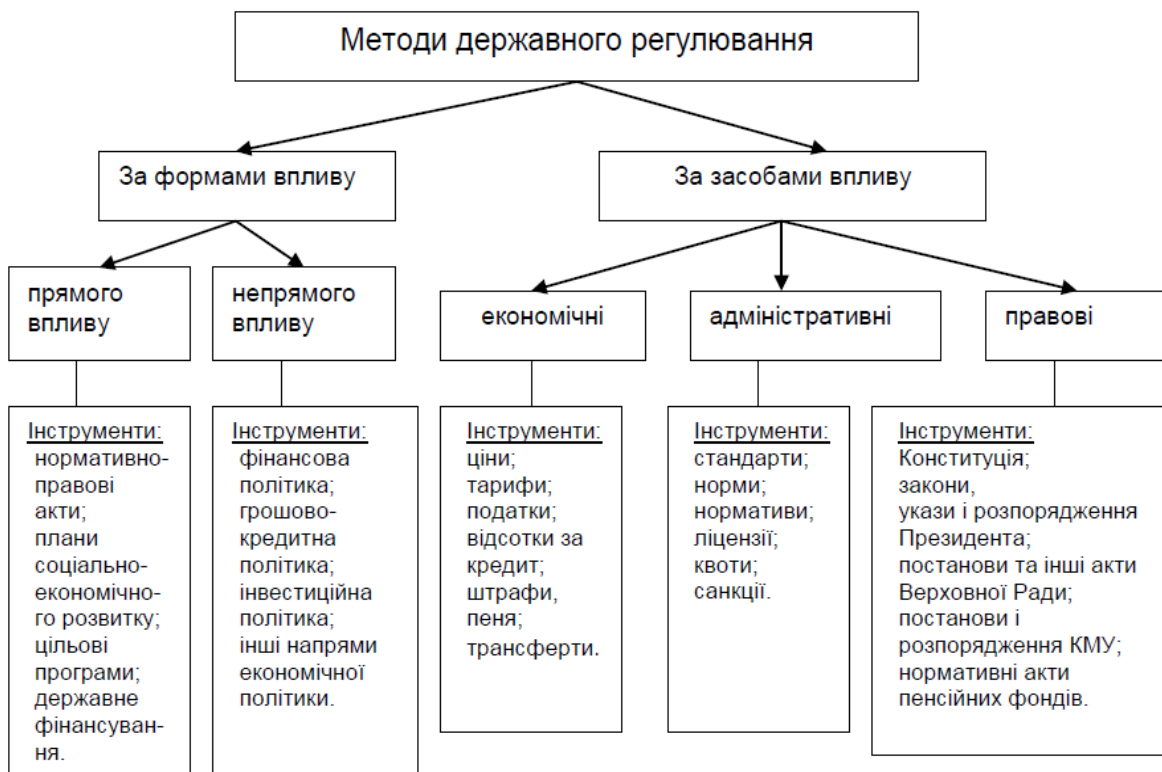 Методи державного регулювання
За формами впливу
За засобами впливу
прямого
впливу
непрямого
впливу
економічні
адміністративні
правові
Інструменти:
нормативно-
правові
акти;
плани
соціально-
економічно-
го розвитку;
цільові
програми;
державне
фінансуван-
ня.
Інструменти:
фінансова
політика;
грошово-
кредитна
політика;
інвестиційна
політика;
інші напрями
економічної
політики.
Інструменти:
ціни;
тарифи;
податки;
відсотки за
кредит;
штрафи,
пеня;
трансферти.
Інструменти:
стандарти;
норми;
нормативи;
ліцензії;
квоти;
санкції.
Інструменти:
Конституція;
закони,
укази і розпорядження
Президента;
постанови та інші акти
Верховної Ради;
постанови і
розпорядження КМУ;
нормативні акти
пенсійних фондів.